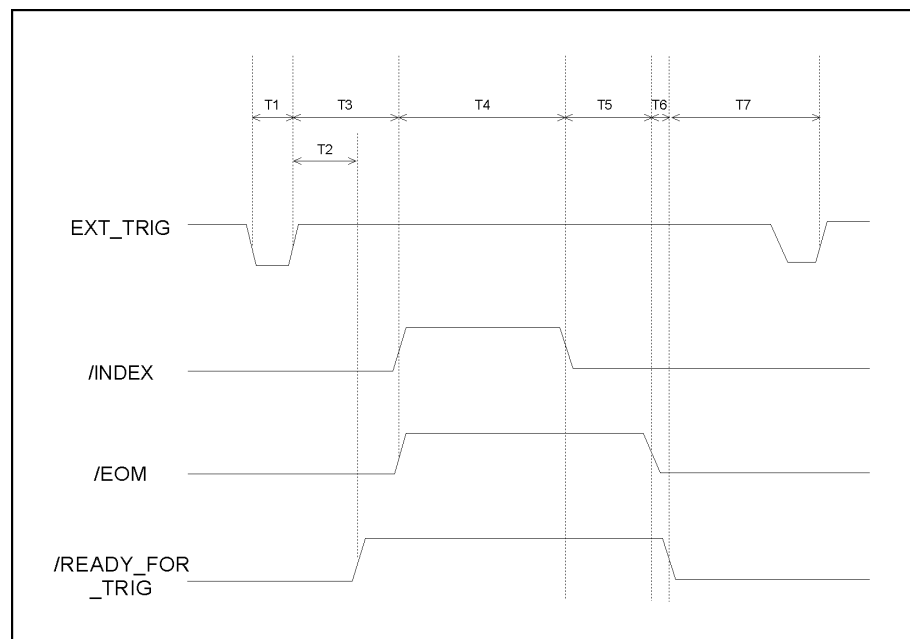 T1 T3 T4 T5 T6 T7
T2
EXT_TRIG
/INDEX
/EOM
/READY_FOR
_TRIG